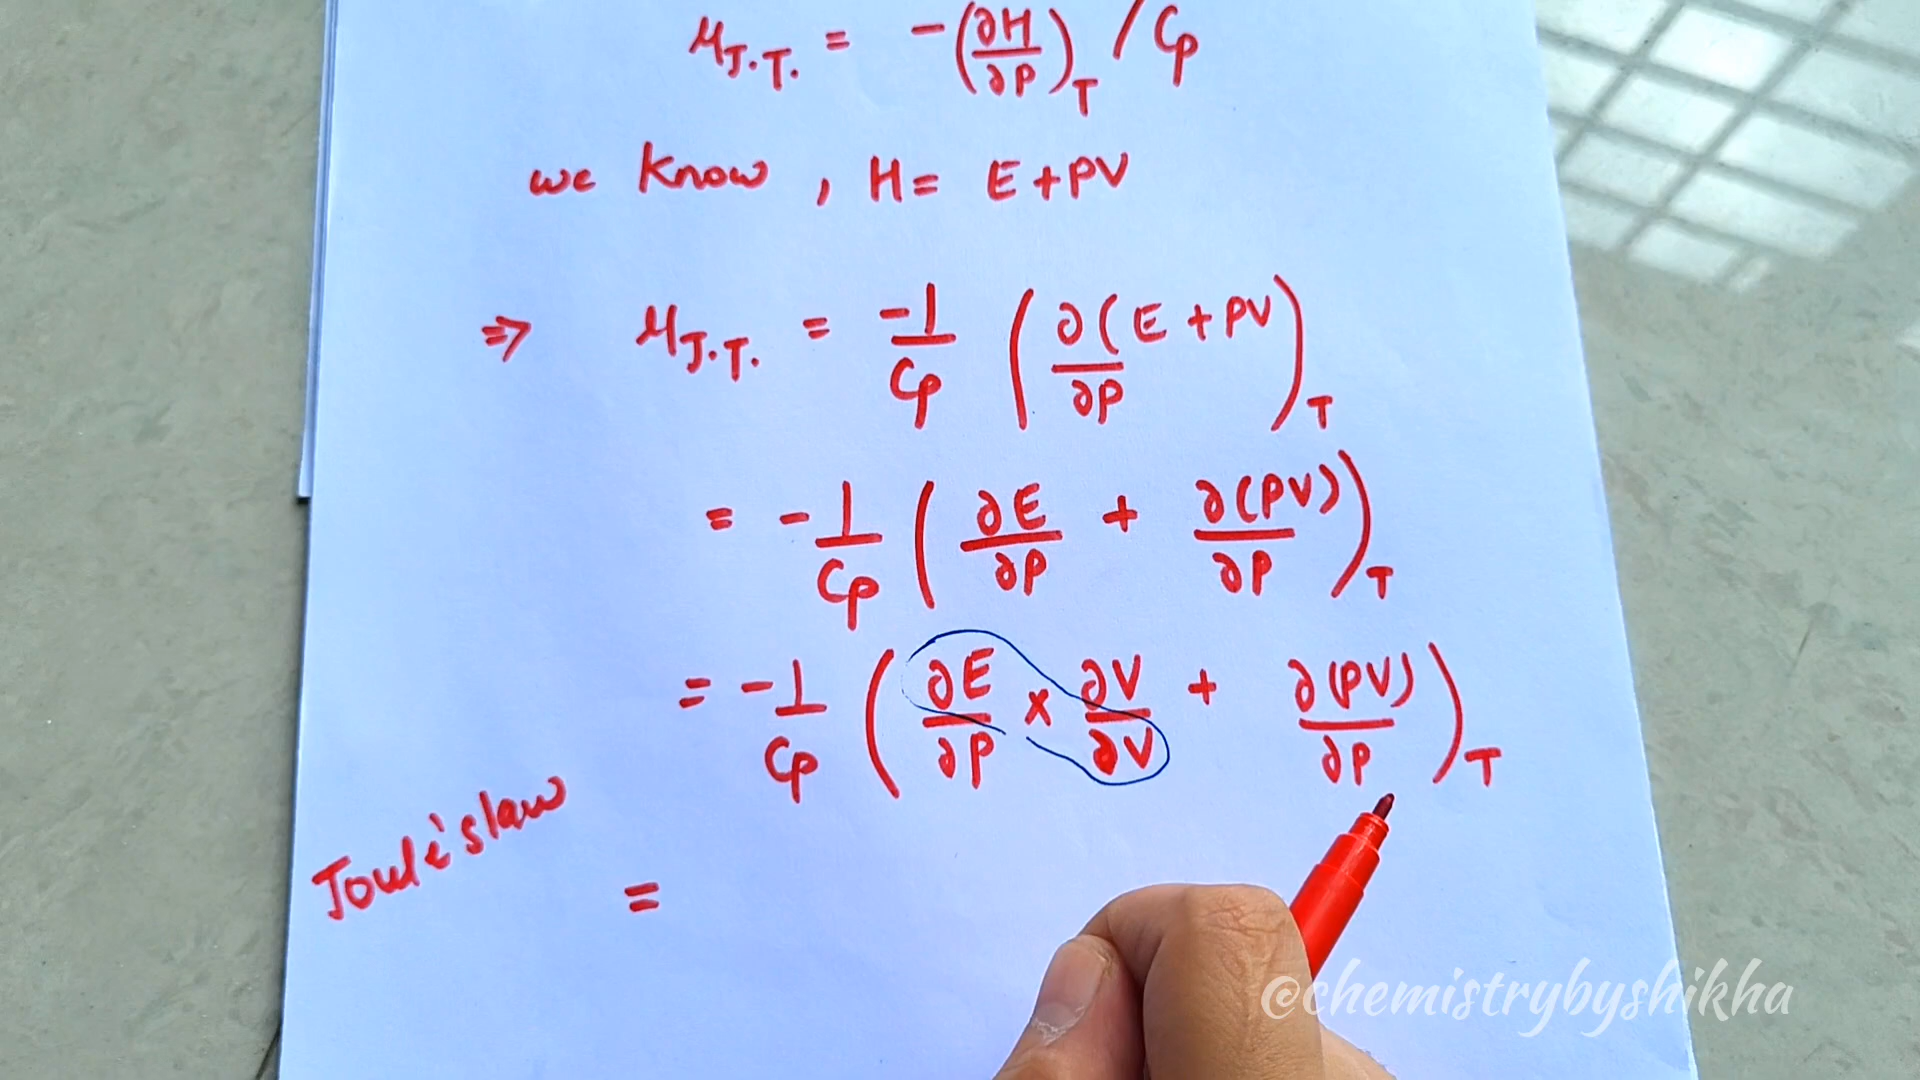 μJ.T. = -(∂H/∂P)T / Cp
we know , H = E + PV
⇒ μJ.T. = -1/Cp (∂(E + PV/∂P)T
= -1/Cp (∂E/∂P + ∂(PV)/∂P)T
= -1/Cp (∂E/∂P × ∂V/∂V + ∂(PV)/∂P)T
Joule's law
=
@chemistrybyshikha